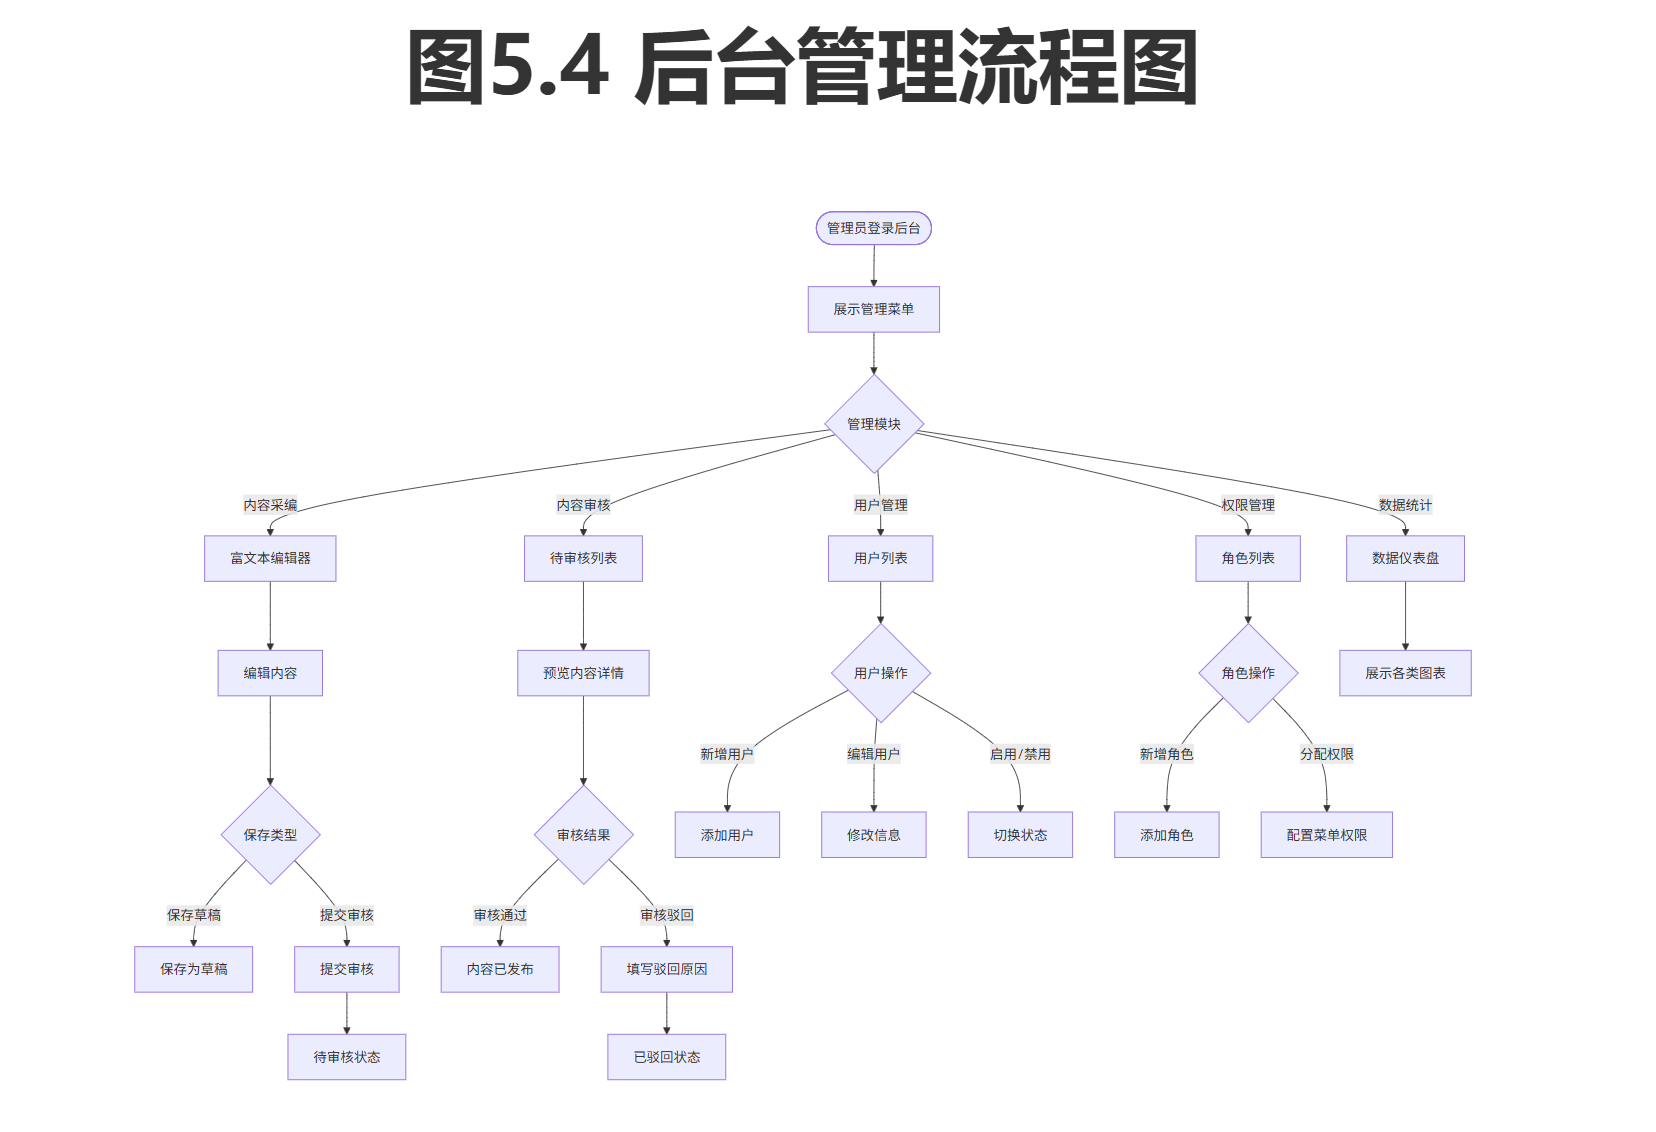 图5.4 后台管理流程图
管理员登录后台
展示管理菜单
管理模块
内容采编
内容审核
用户管理
权限管理
数据统计
富文本编辑器
待审核列表
用户列表
角色列表
数据仪表盘
编辑内容
预览内容详情
用户操作
角色操作
展示各类图表
新增用户
编辑用户
启用/禁用
新增角色
分配权限
保存类型
审核结果
添加用户
修改信息
切换状态
添加角色
配置菜单权限
保存草稿
提交审核
审核通过
审核驳回
保存为草稿
提交审核
内容已发布
填写驳回原因
待审核状态
已驳回状态